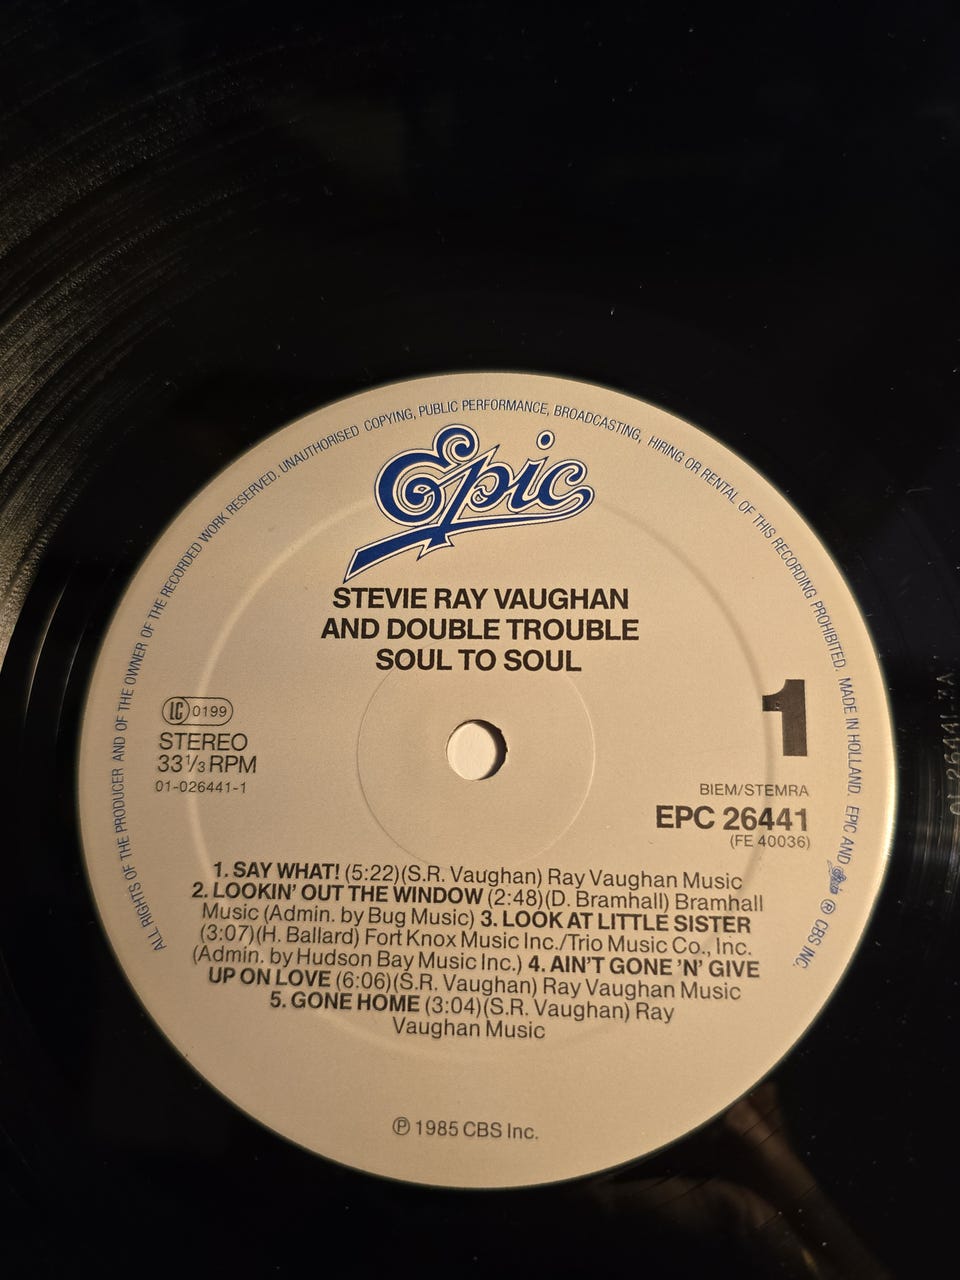 ALL RIGHTS OF THE PRODUCER AND OF THE OWNER OF THE RECORDED WORK RESERVED. UNAUTHORISED COPYING, PUBLIC PERFORMANCE, BROADCASTING, HIRING OR RENTAL OF THIS RECORDING PROHIBITED. MADE IN HOLLAND. EPIC AND Epic ® CBS INC.
Epic
STEVIE RAY VAUGHAN
AND DOUBLE TROUBLE
SOUL TO SOUL
LC 0199
STEREO
33 1/3 RPM
01-026441-1
1
BIEM/STEMRA
EPC 26441
(FE 40036)
1. SAY WHAT! (5:22)(S.R. Vaughan) Ray Vaughan Music
2. LOOKIN' OUT THE WINDOW (2:48)(D. Bramhall) Bramhall
Music (Admin. by Bug Music) 3. LOOK AT LITTLE SISTER
(3:07)(H. Ballard) Fort Knox Music Inc./Trio Music Co., Inc.
(Admin. by Hudson Bay Music Inc.) 4. AIN'T GONE 'N' GIVE
UP ON LOVE (6:06)(S.R. Vaughan) Ray Vaughan Music
5. GONE HOME (3:04)(S.R. Vaughan) Ray
Vaughan Music
℗ 1985 CBS Inc.